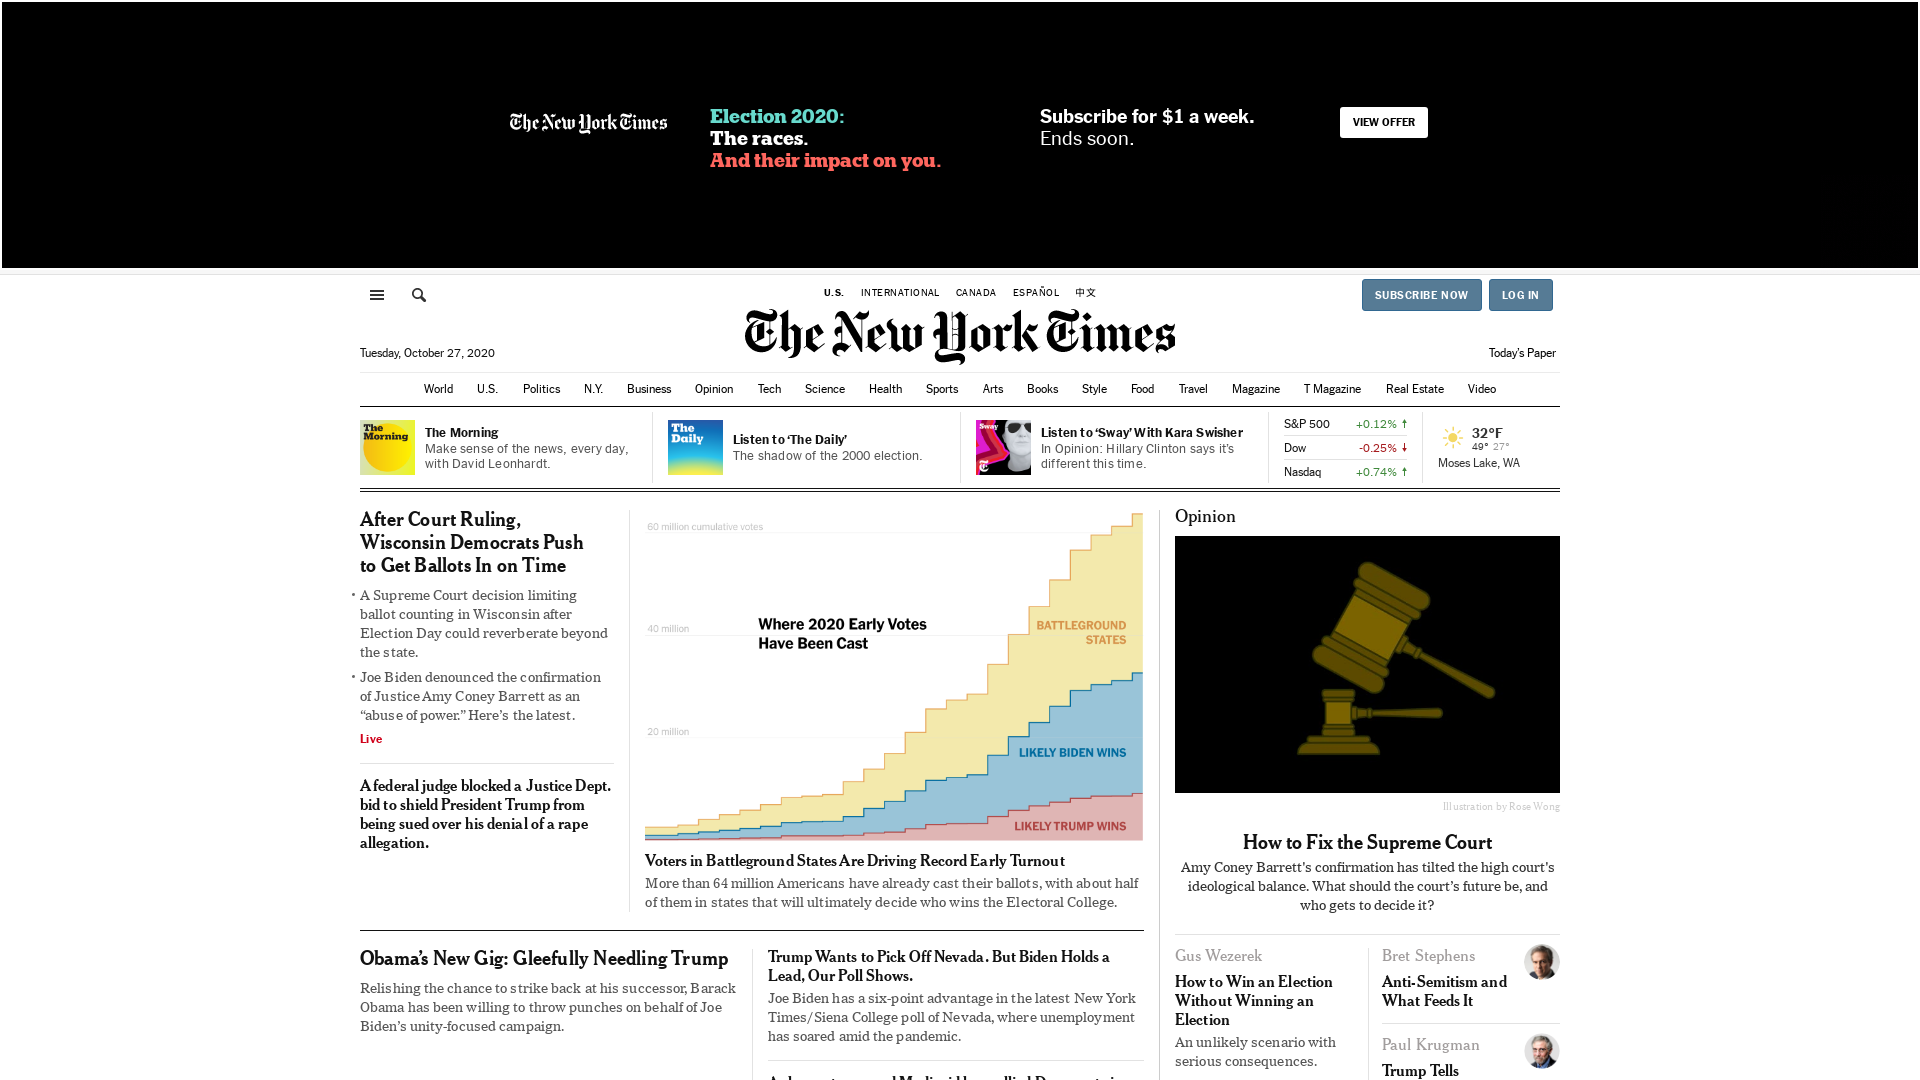 The New York Times
Election 2020:
The races.
And their impact on you.
Subscribe for $1 a week.
Ends soon.
VIEW OFFER
U.S. INTERNATIONAL CANADA ESPAÑOL 中文
SUBSCRIBE NOW LOG IN
The New York Times
Tuesday, October 27, 2020
Today's Paper
World U.S. Politics N.Y. Business Opinion Tech Science Health Sports Arts Books Style Food Travel Magazine T Magazine Real Estate Video
The
Morning
The Morning
Make sense of the news, every day,
with David Leonhardt.
The
Daily
Listen to ‘The Daily’
The shadow of the 2000 election.
Sway
Listen to ‘Sway’ With Kara Swisher
In Opinion: Hillary Clinton says it’s
different this time.
S&P 500 +0.12% ↑
Dow -0.25% ↓
Nasdaq +0.74% ↑
32°F
49° 27°
Moses Lake, WA
After Court Ruling,
Wisconsin Democrats Push
to Get Ballots In on Time
• A Supreme Court decision limiting
ballot counting in Wisconsin after
Election Day could reverberate beyond
the state.
• Joe Biden denounced the confirmation
of Justice Amy Coney Barrett as an
“abuse of power.” Here’s the latest.
Live
A federal judge blocked a Justice Dept.
bid to shield President Trump from
being sued over his denial of a rape
allegation.
60 million cumulative votes
40 million
20 million
Where 2020 Early Votes
Have Been Cast
BATTLEGROUND
STATES
LIKELY BIDEN WINS
LIKELY TRUMP WINS
Voters in Battleground States Are Driving Record Early Turnout
More than 64 million Americans have already cast their ballots, with about half
of them in states that will ultimately decide who wins the Electoral College.
Obama’s New Gig: Gleefully Needling Trump
Relishing the chance to strike back at his successor, Barack
Obama has been willing to throw punches on behalf of Joe
Biden’s unity-focused campaign.
Trump Wants to Pick Off Nevada. But Biden Holds a
Lead, Our Poll Shows.
Joe Biden has a six-point advantage in the latest New York
Times/Siena College poll of Nevada, where unemployment
has soared amid the pandemic.
Opinion
Illustration by Rose Wong
How to Fix the Supreme Court
Amy Coney Barrett's confirmation has tilted the high court's
ideological balance. What should the court’s future be, and
who gets to decide it?
Gus Wezerek
How to Win an Election
Without Winning an
Election
An unlikely scenario with
serious consequences.
Bret Stephens
Anti-Semitism and
What Feeds It
Paul Krugman
Trump Tells